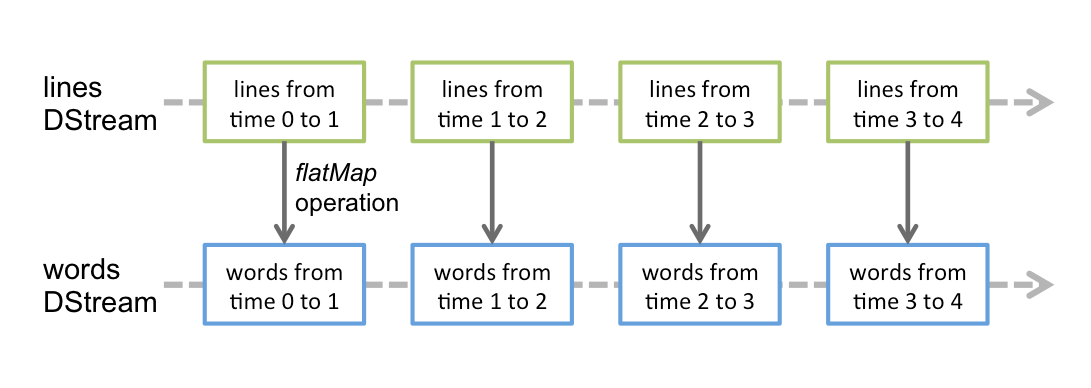 lines
DStream
lines from
time 0 to 1
lines from
time 1 to 2
lines from
time 2 to 3
lines from
time 3 to 4
flatMap
operation
words
DStream
words from
time 0 to 1
words from
time 1 to 2
words from
time 2 to 3
words from
time 3 to 4